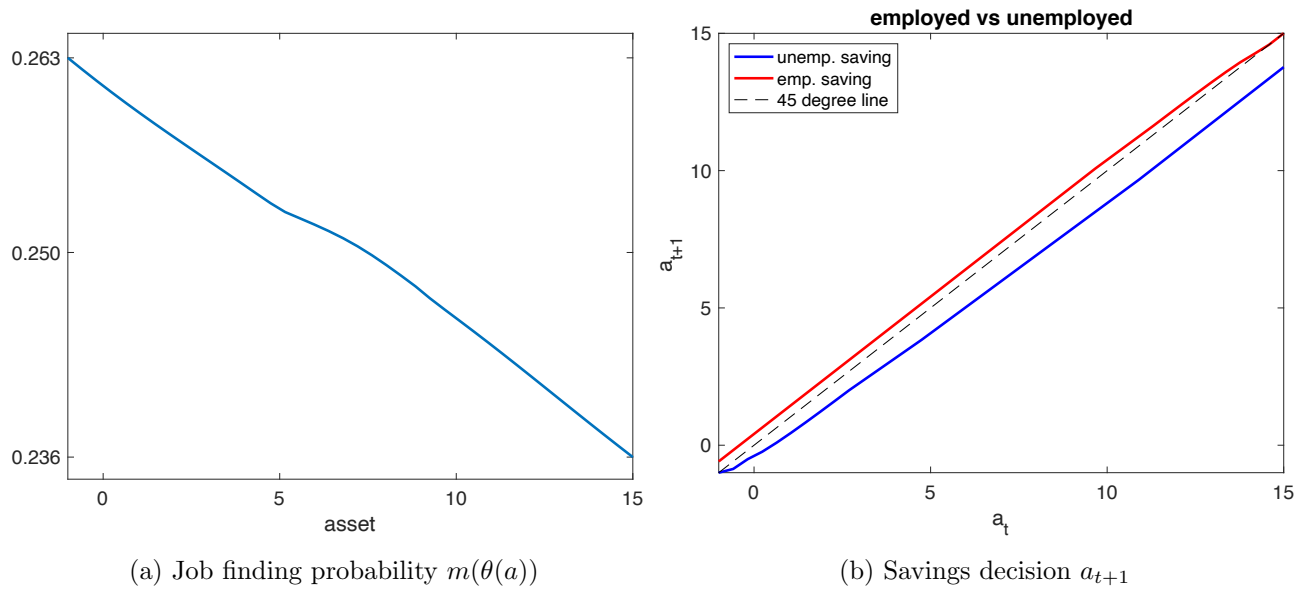 0.263
0.250
0.236
0
5
10
15
asset
(a) Job finding probability m(θ(a))
employed vs unemployed
unemp. saving
emp. saving
45 degree line
15
10
5
0
a_{t+1}
0
5
10
15
a_t
(b) Savings decision a_{t+1}